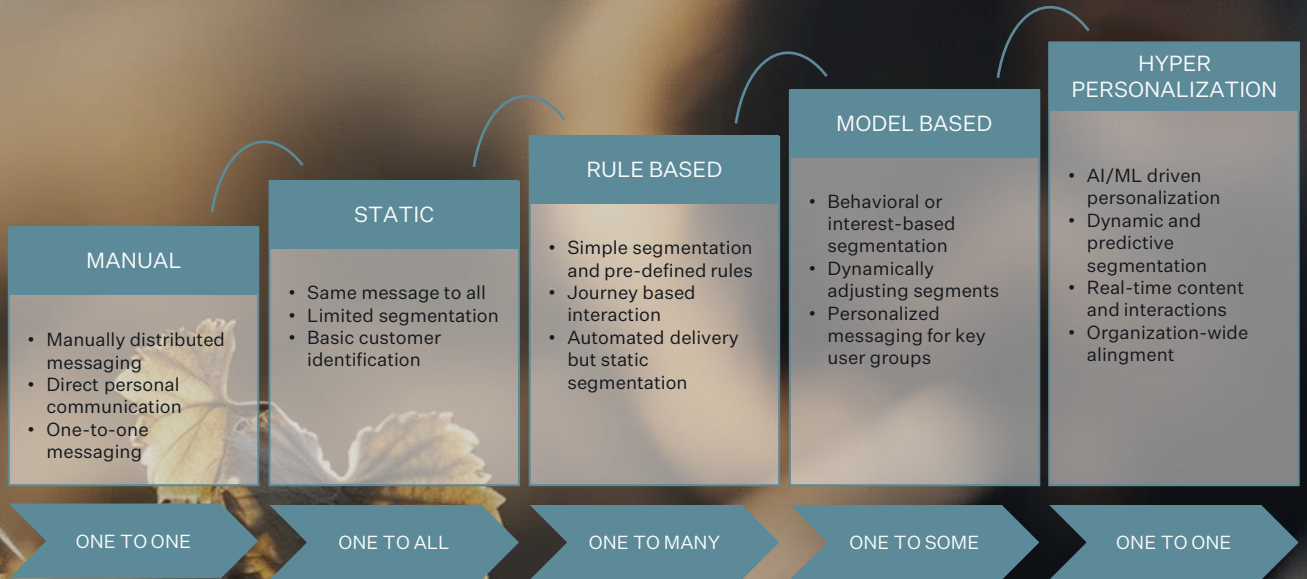 MANUAL
• Manually distributed
messaging
• Direct personal
communication
• One-to-one
messaging
STATIC
• Same message to all
• Limited segmentation
• Basic customer
identification
RULE BASED
• Simple segmentation
and pre-defined rules
• Journey based
interaction
• Automated delivery
but static
segmentation
MODEL BASED
• Behavioral or
interest-based
segmentation
• Dynamically
adjusting segments
• Personalized
messaging for key
user groups
HYPER
PERSONALIZATION
• AI/ML driven
personalization
• Dynamic and
predictive
segmentation
• Real-time content
and interactions
• Organization-wide
alingment
ONE TO ONE
ONE TO ALL
ONE TO MANY
ONE TO SOME
ONE TO ONE